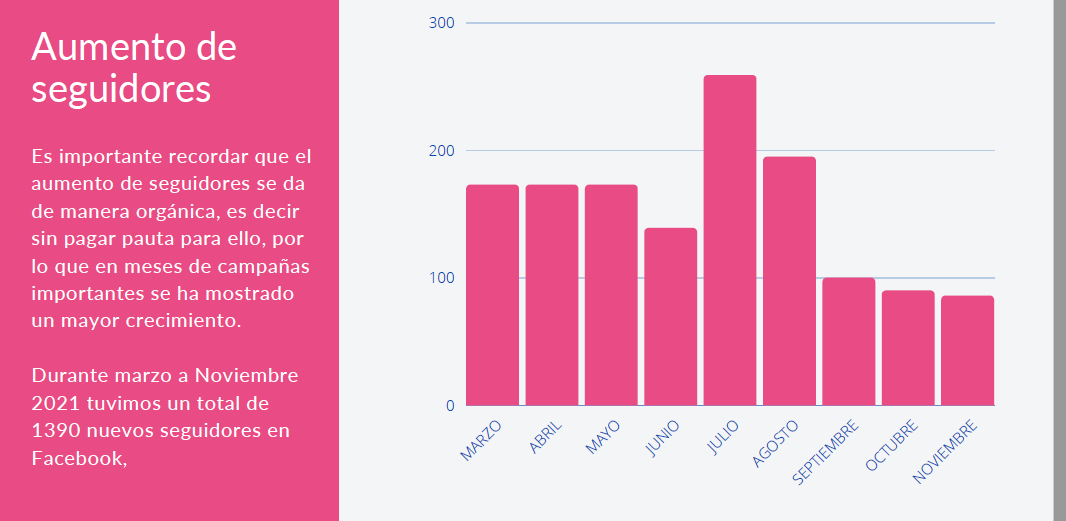 Aumento de
seguidores
Es importante recordar que el
aumento de seguidores se da
de manera orgánica, es decir
sin pagar pauta para ello, por
lo que en meses de campañas
importantes se ha mostrado
un mayor crecimiento.
Durante marzo a Noviembre
2021 tuvimos un total de
1390 nuevos seguidores en
Facebook,
300
200
100
0
MARZO
ABRIL
MAYO
JUNIO
JULIO
AGOSTO
SEPTIEMBRE
OCTUBRE
NOVIEMBRE